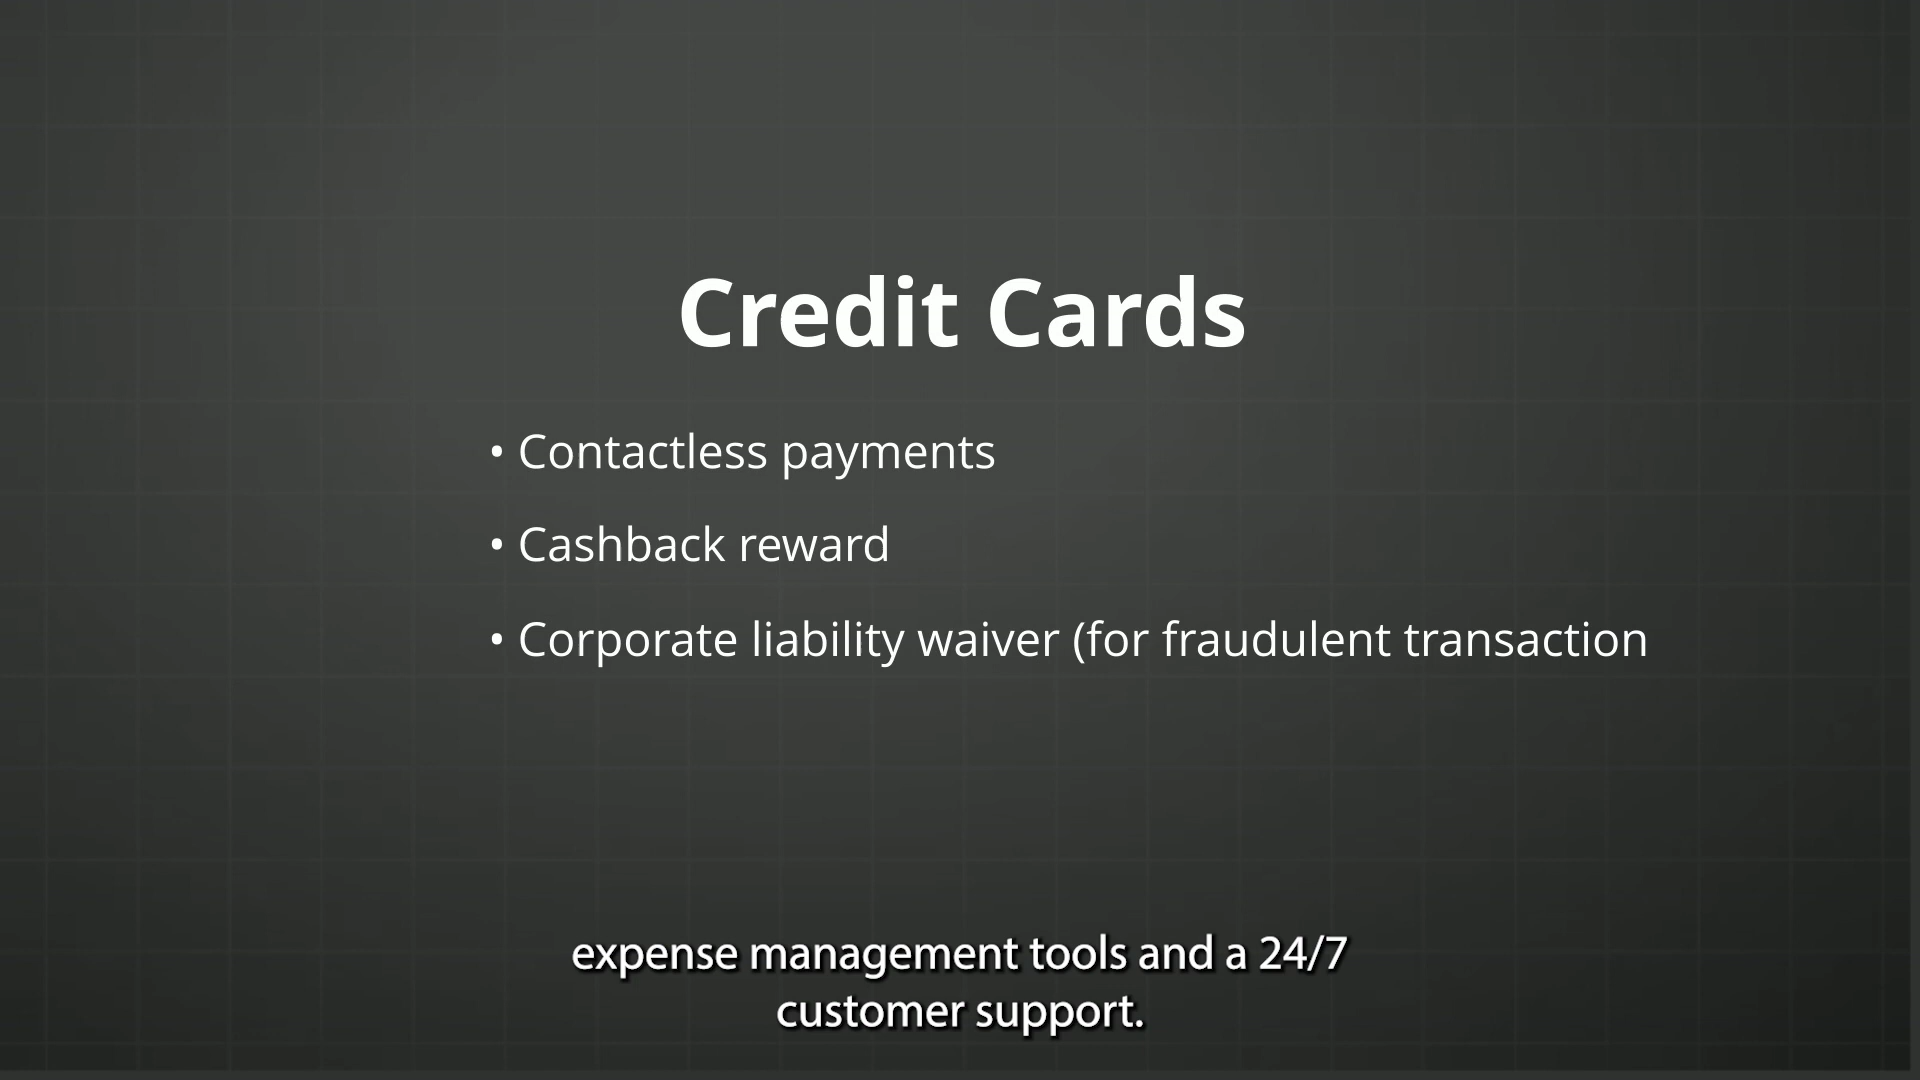 Credit Cards
• Contactless payments
• Cashback reward
• Corporate liability waiver (for fraudulent transaction
expense management tools and a 24/7
customer support.